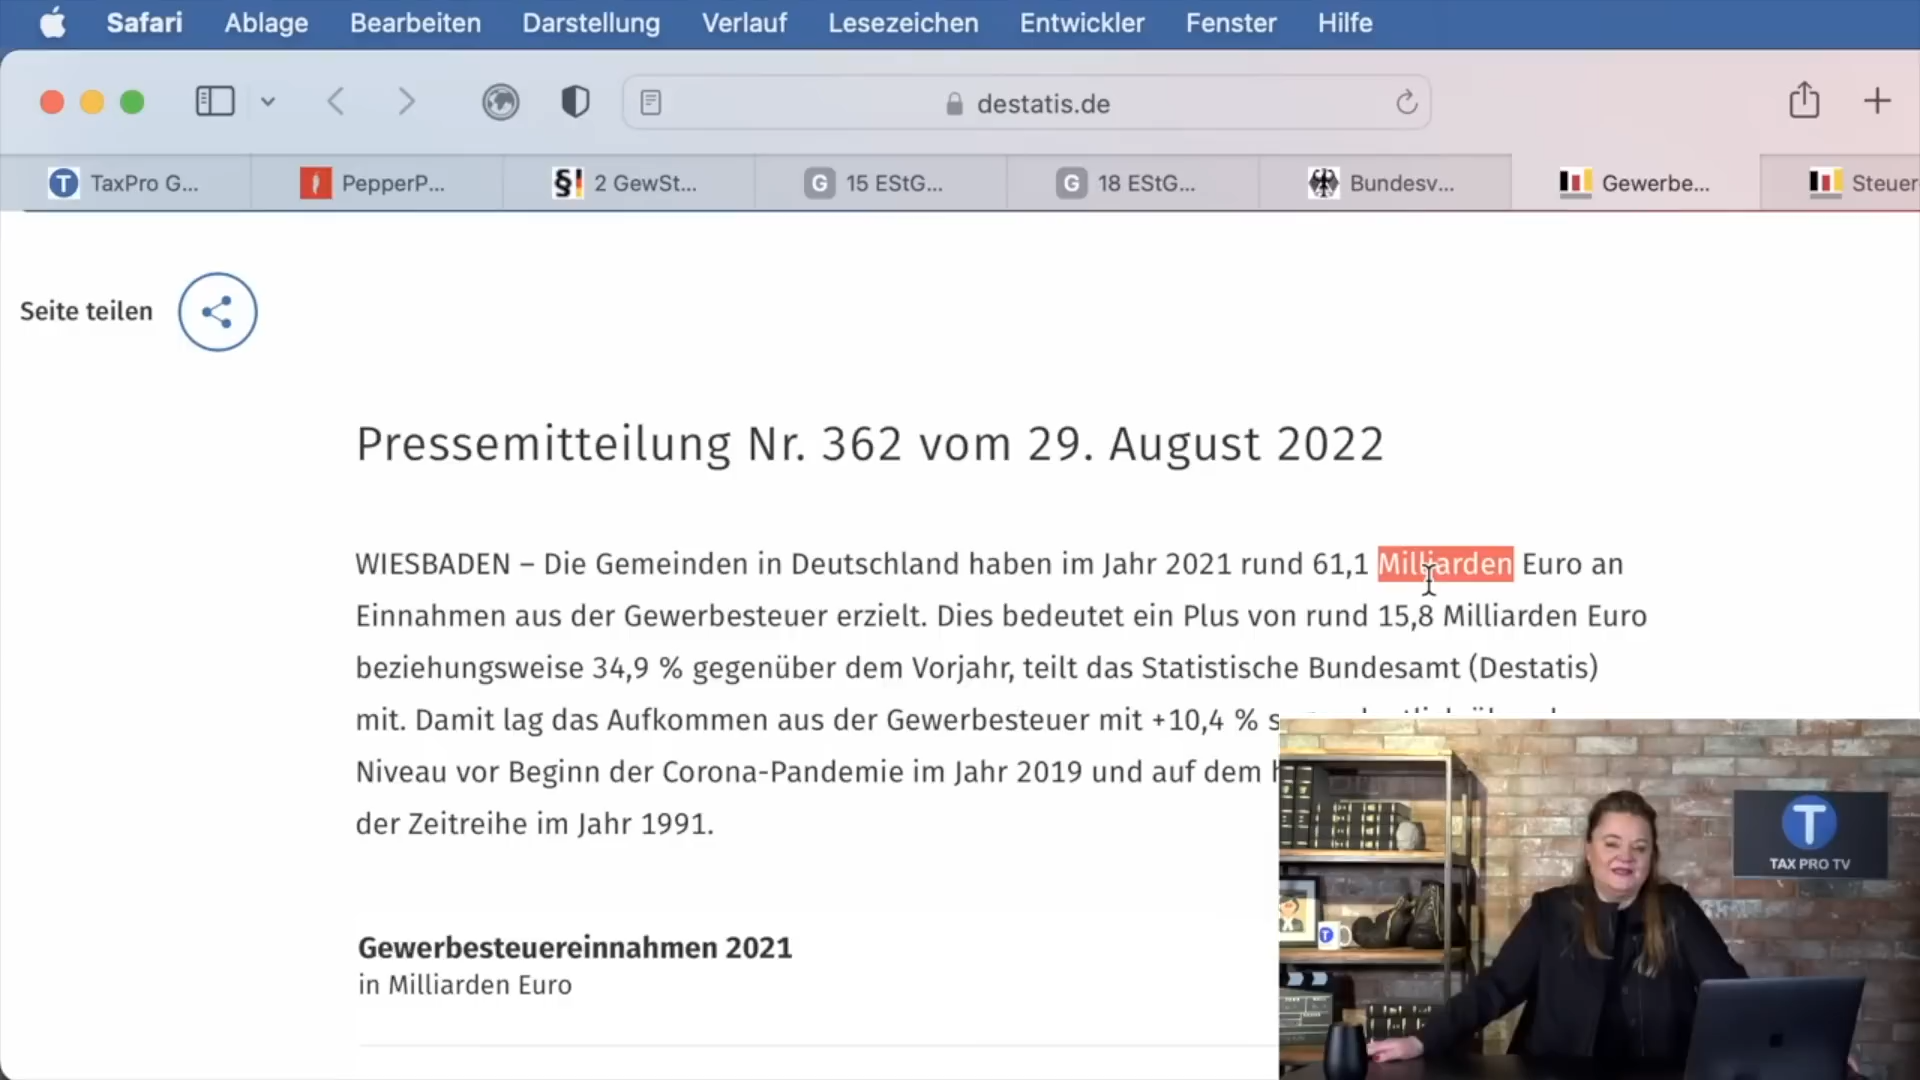 Safari Ablage Bearbeiten Darstellung Verlauf Lesezeichen Entwickler Fenster Hilfe
destatis.de
TaxPro G... PepperP... 2 GewSt... 15 EStG... 18 EStG... Bundesv... Gewerbe... Steuer
Seite teilen
Pressemitteilung Nr. 362 vom 29. August 2022
WIESBADEN – Die Gemeinden in Deutschland haben im Jahr 2021 rund 61,1 Milliarden Euro an
Einnahmen aus der Gewerbesteuer erzielt. Dies bedeutet ein Plus von rund 15,8 Milliarden Euro
beziehungsweise 34,9 % gegenüber dem Vorjahr, teilt das Statistische Bundesamt (Destatis)
mit. Damit lag das Aufkommen aus der Gewerbesteuer mit +10,4 %
Niveau vor Beginn der Corona-Pandemie im Jahr 2019 und auf dem
der Zeitreihe im Jahr 1991.
Gewerbesteuereinnahmen 2021
in Milliarden Euro
T
TAX PRO TV